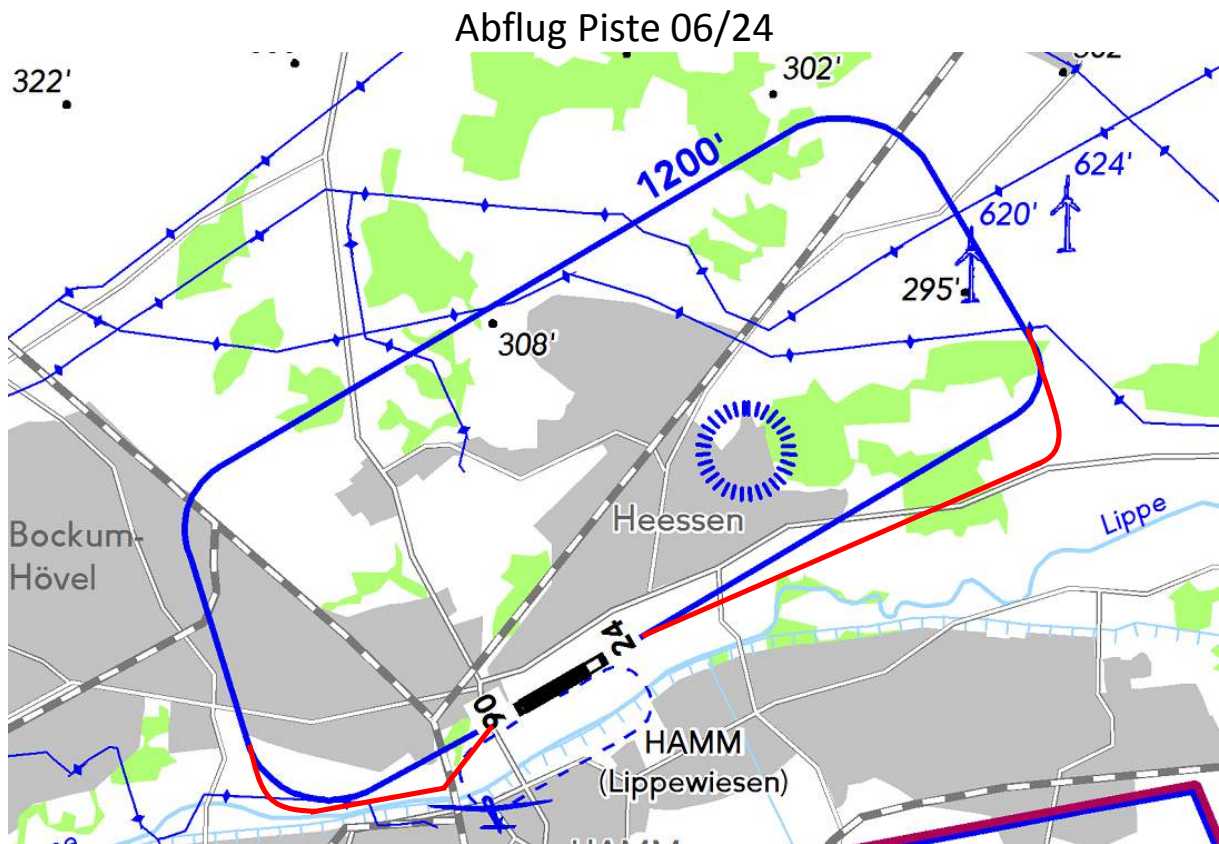 Abflug Piste 06/24
322'
302'
1200'
624'
620'
295'
308'
Bockum-
Hövel
Heessen
Lippe
24
06
HAMM
(Lippewiesen)
HAMM